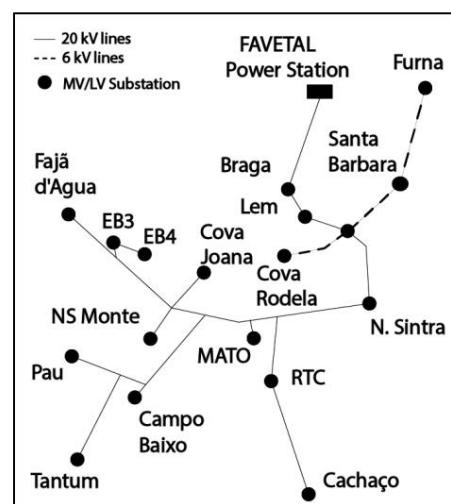 20 kV lines
6 kV lines
MV/LV Substation
FAVETAL
Power Station
Furna
Santa
Barbara
Braga
Lem
Fajã
d'Agua
EB3
EB4
Cova
Joana
Cova
Rodela
NS Monte
N. Sintra
MATO
Pau
RTC
Campo
Baixo
Tantum
Cachaço